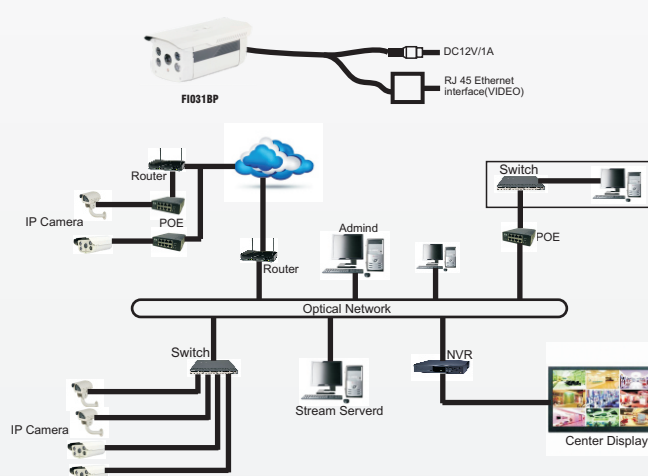 DC12V/1A
RJ 45 Ethernet
interface(VIDEO)
FI031BP
Router
IP Camera
POE
Switch
POE
Router
Admind
Optical Network
Switch
NVR
Stream Serverd
IP Camera
Center Display